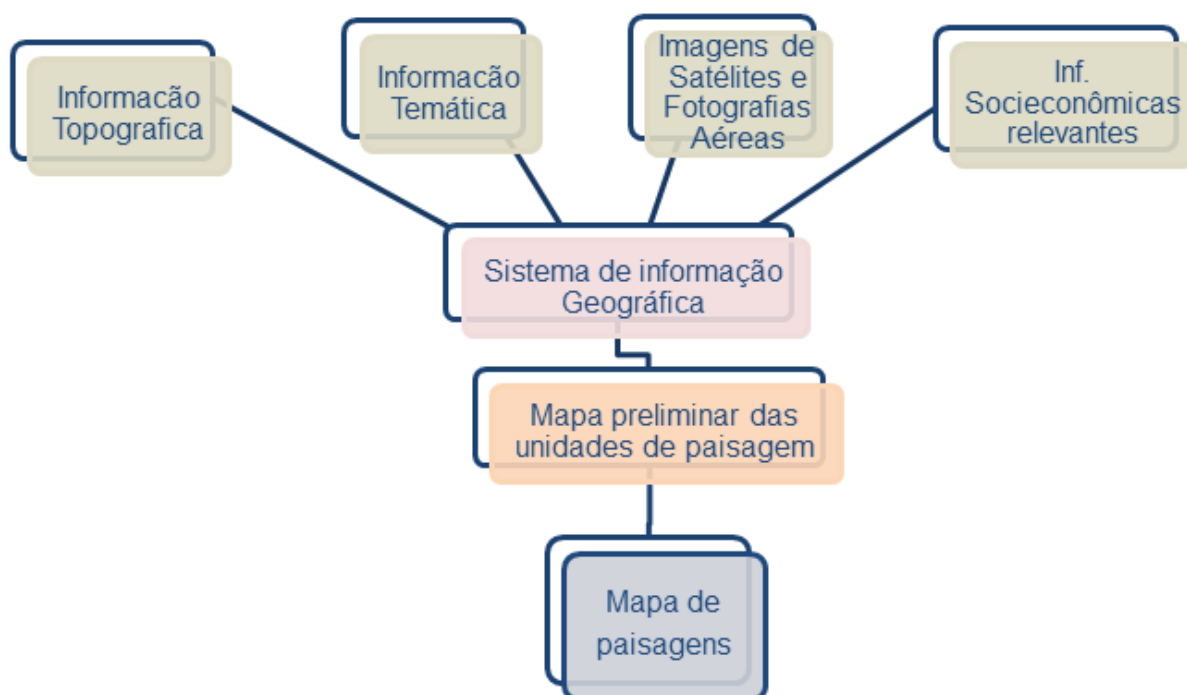 Informacão
Topografica
Informacão
Temática
Imagens de
Satélites e
Fotografias
Aéreas
Inf.
Socieconômicas
relevantes
Sistema de informação
Geográfica
Mapa preliminar das
unidades de paisagem
Mapa de
paisagens